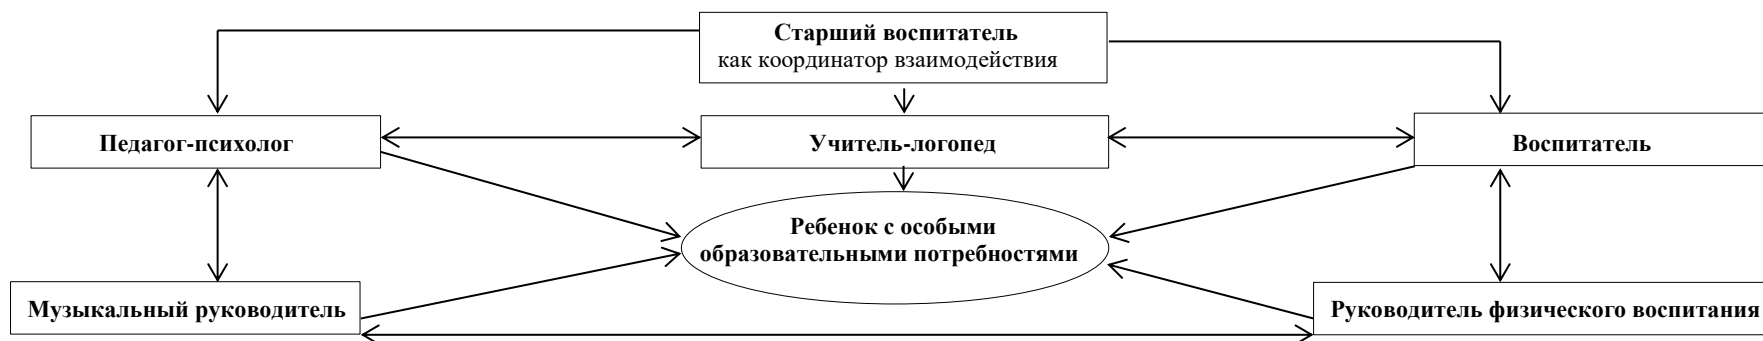 Старший воспитатель
как координатор взаимодействия
Педагог-психолог
Учитель-логопед
Воспитатель
Ребенок с особыми
образовательными потребностями
Музыкальный руководитель
Руководитель физического воспитания